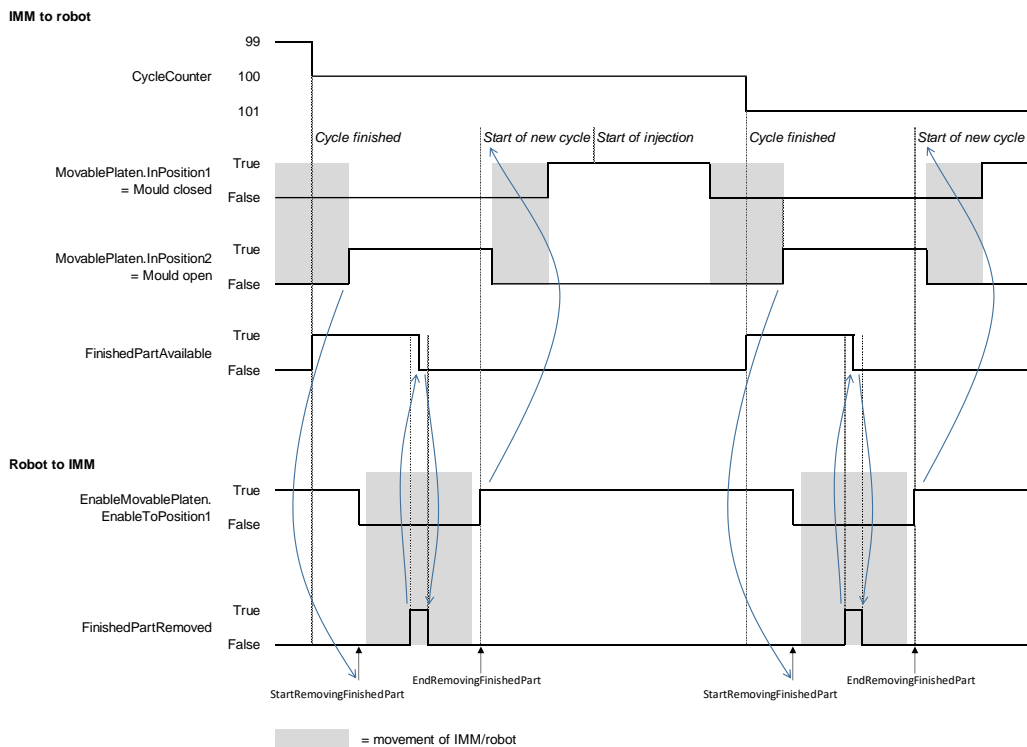 IMM to robot
99
CycleCounter
100
101
Cycle finished
Start of new cycle
Start of injection
Cycle finished
Start of new cycle
True
MovablePlaten.InPosition1
= Mould closed
False
True
MovablePlaten.InPosition2
= Mould open
False
True
FinishedPartAvailable
False
Robot to IMM
True
EnableMovablePlaten.
EnableToPosition1
False
True
FinishedPartRemoved
False
StartRemovingFinishedPart
EndRemovingFinishedPart
StartRemovingFinishedPart
EndRemovingFinishedPart
= movement of IMM/robot